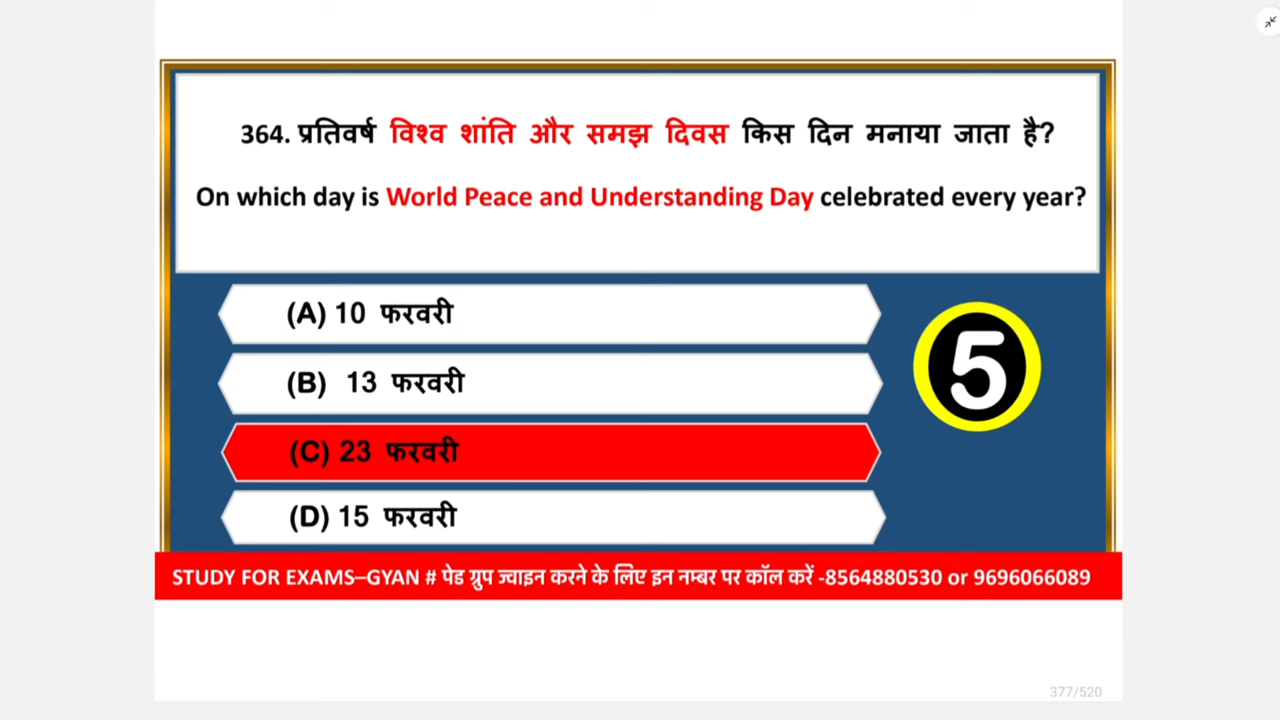 364. प्रतिवर्ष विश्व शांति और समझ दिवस किस दिन मनाया जाता है?
On which day is World Peace and Understanding Day celebrated every year?
(A) 10 फरवरी
(B) 13 फरवरी
(C) 23 फरवरी
(D) 15 फरवरी
5
STUDY FOR EXAMS–GYAN # पेड ग्रुप ज्वाइन करने के लिए इन नम्बर पर कॉल करें -8564880530 or 9696066089
377/520